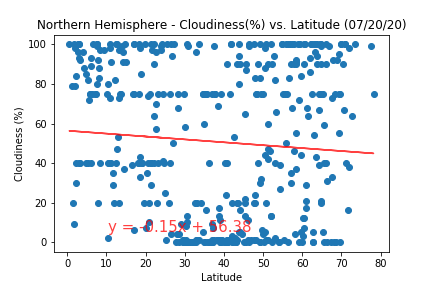 Northern Hemisphere - Cloudiness(%) vs. Latitude (07/20/20)
100
80
60
40
20
0
Cloudiness (%)
y = -0.15x + 56.38
0 10 20 30 40 50 60 70 80
Latitude